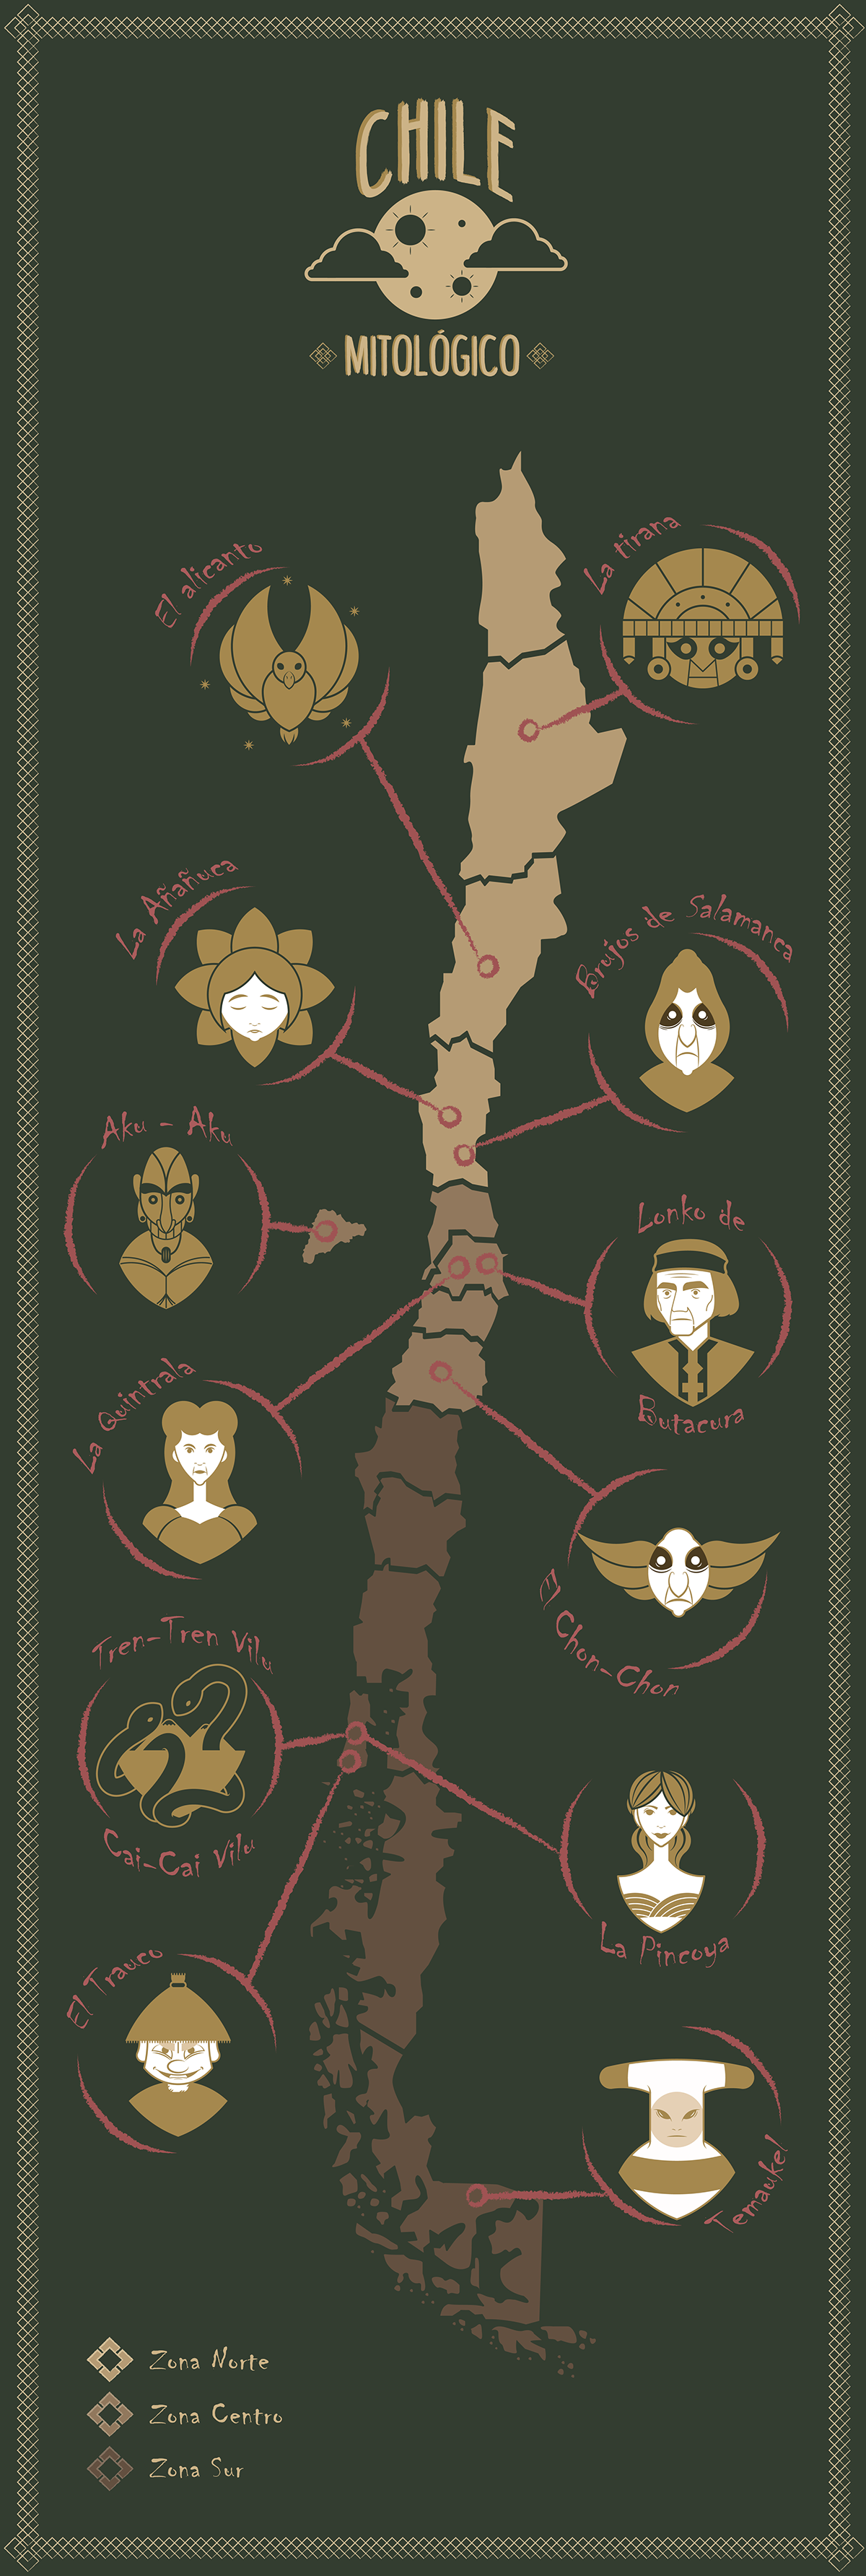 CHILE
MITOLÓGICO
El alicanto
La tirana
La Añañuca
Brujos de Salamanca
Aku - Aku
Lonko de
Butacura
La Quintrala
El Chon-Chon
Tren-Tren Vilu
Cai-Cai Vilu
La Pincoya
El Trauco
Temaukel
Zona Norte
Zona Centro
Zona Sur